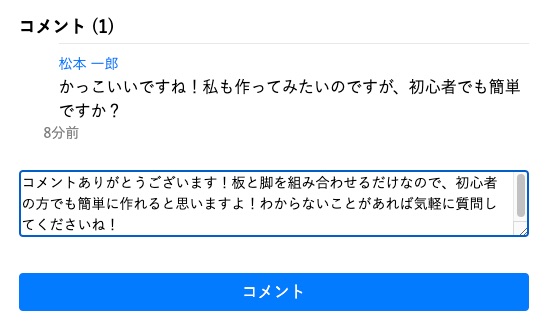 コメント (1)
松本 一郎
かっこいいですね！私も作ってみたいのですが、初心者でも簡単
ですか？
8分前
コメントありがとうございます！板と脚を組み合わせるだけなので、初心者
の方でも簡単に作れると思いますよ！わからないことがあれば気軽に質問し
てくださいね！
コメント